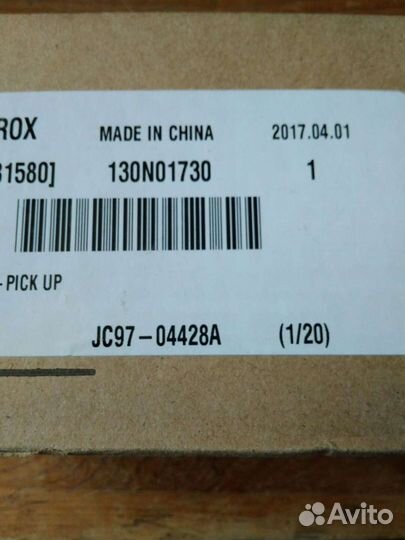 ROX MADE IN CHINA 2017.04.01
31580] 130N01730 1
-PICK UP
JC97-04428A (1/20)
Avito